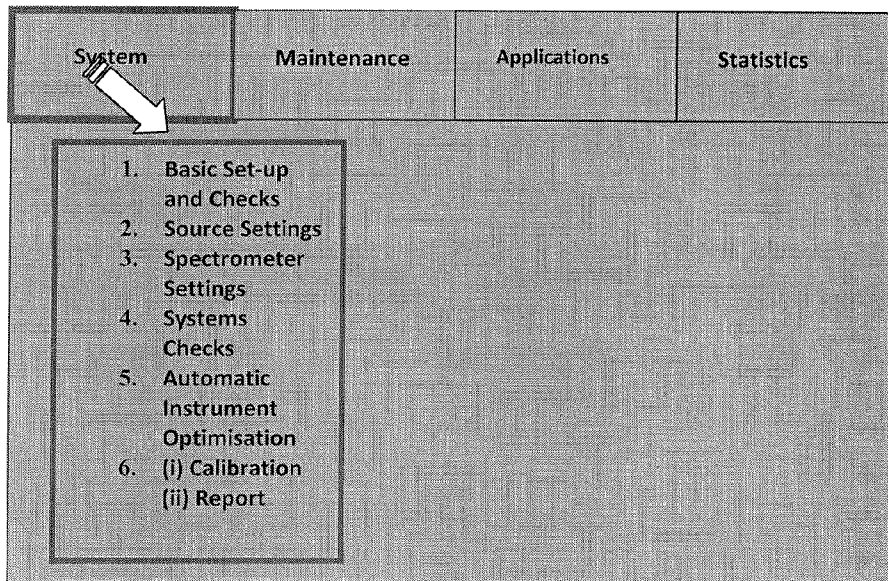 System Maintenance Applications Statistics
1. Basic Set-up
and Checks
2. Source Settings
3. Spectrometer
Settings
4. Systems
Checks
5. Automatic
Instrument
Optimisation
6. (i) Calibration
(ii) Report